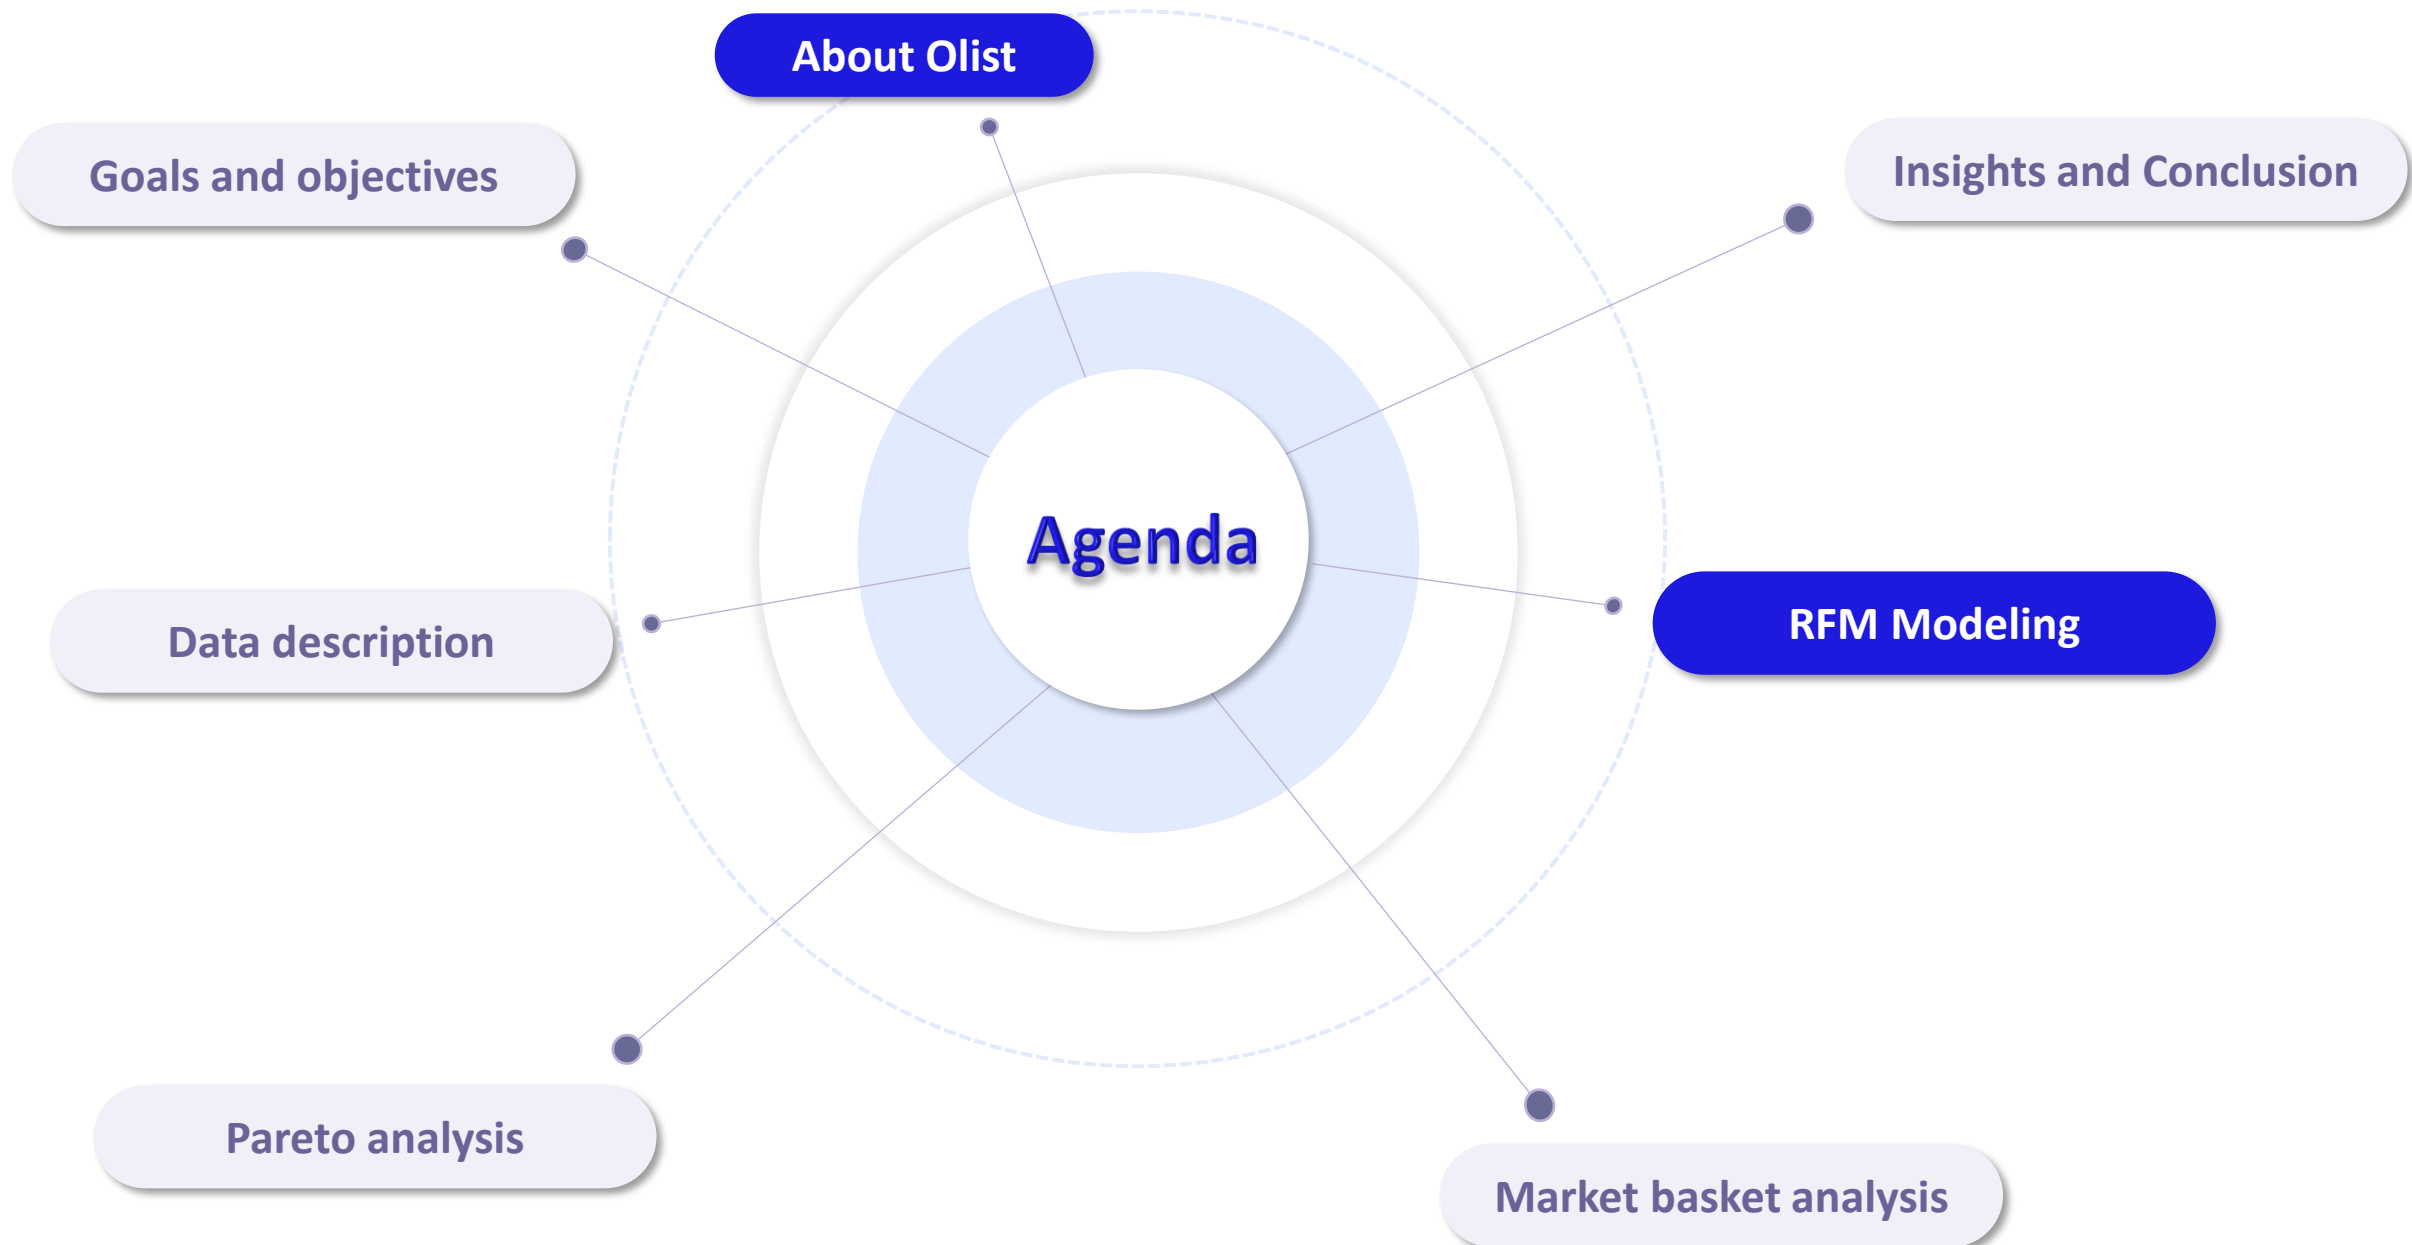 About Olist
Goals and objectives
Insights and Conclusion
Agenda
Data description
RFM Modeling
Pareto analysis
Market basket analysis